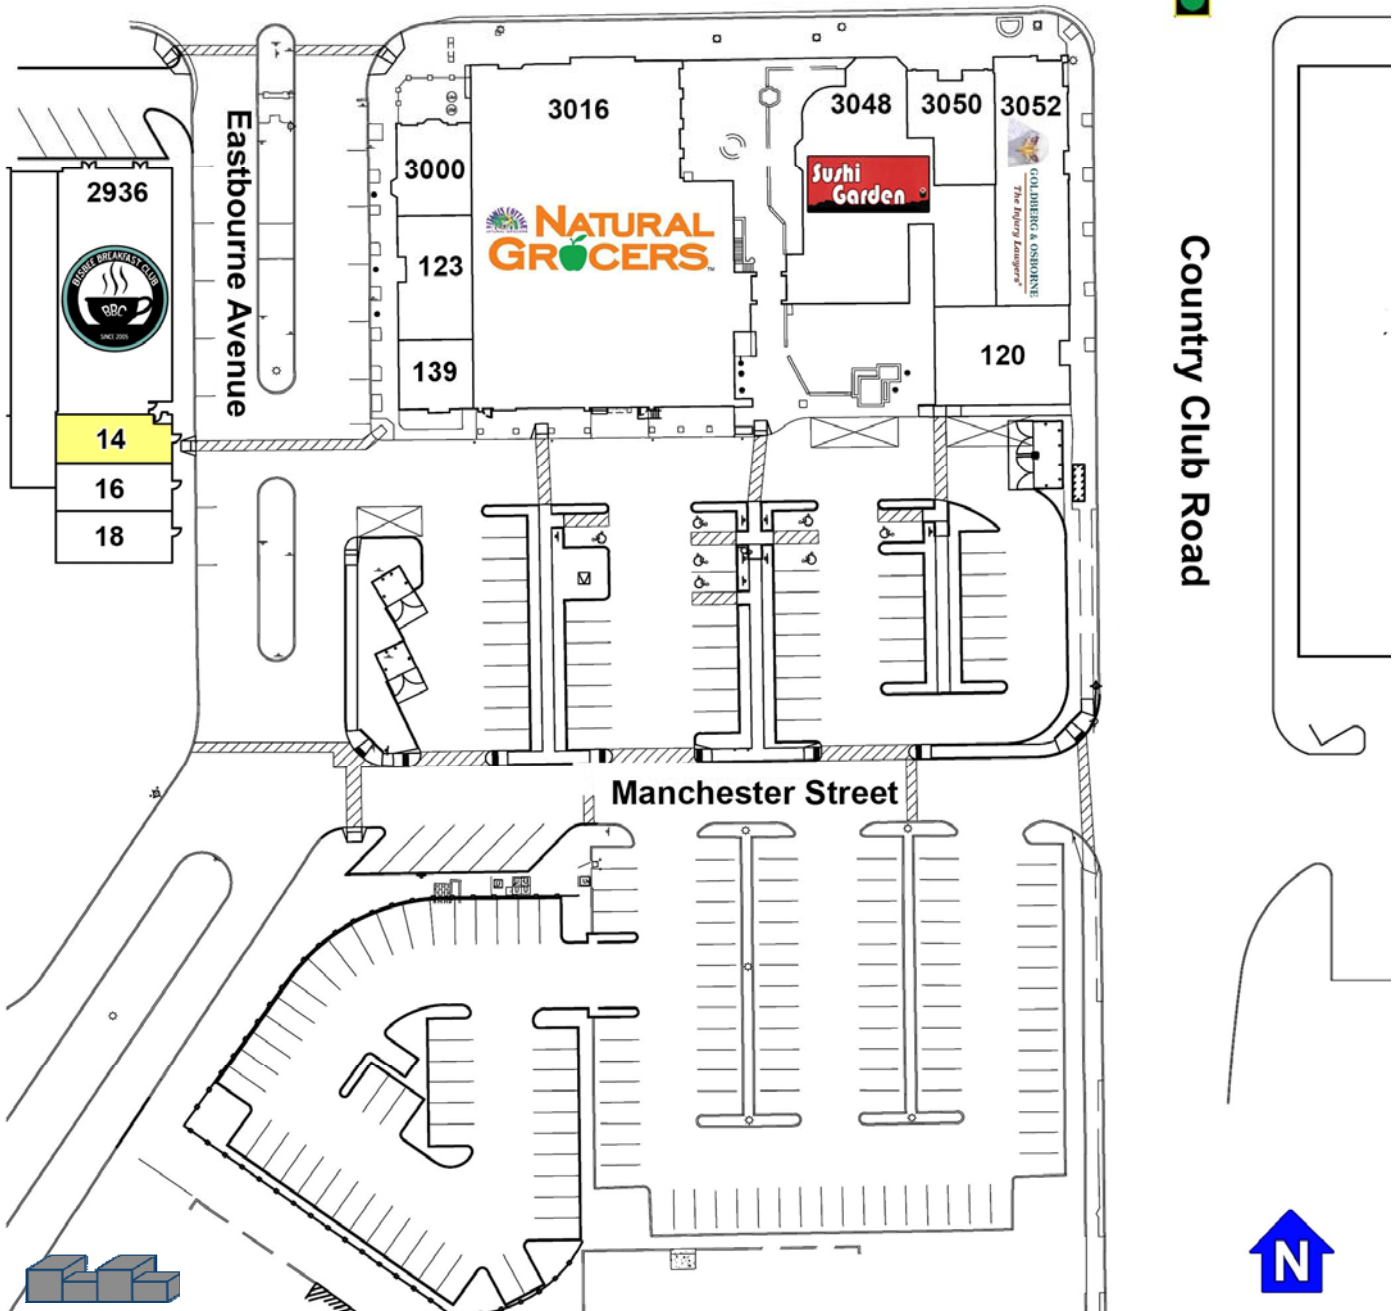 3016
3048
3050
3052
3000
2936
Sushi
Garden
GOLDBERG & OSBORNE
The Injury Lawyers®
NATURAL
GROCERS
123
BISBEE BREAKFAST CLUB
BBC
SINCE 2005
Eastbourne Avenue
Country Club Road
139
120
14
16
18
Manchester Street
N